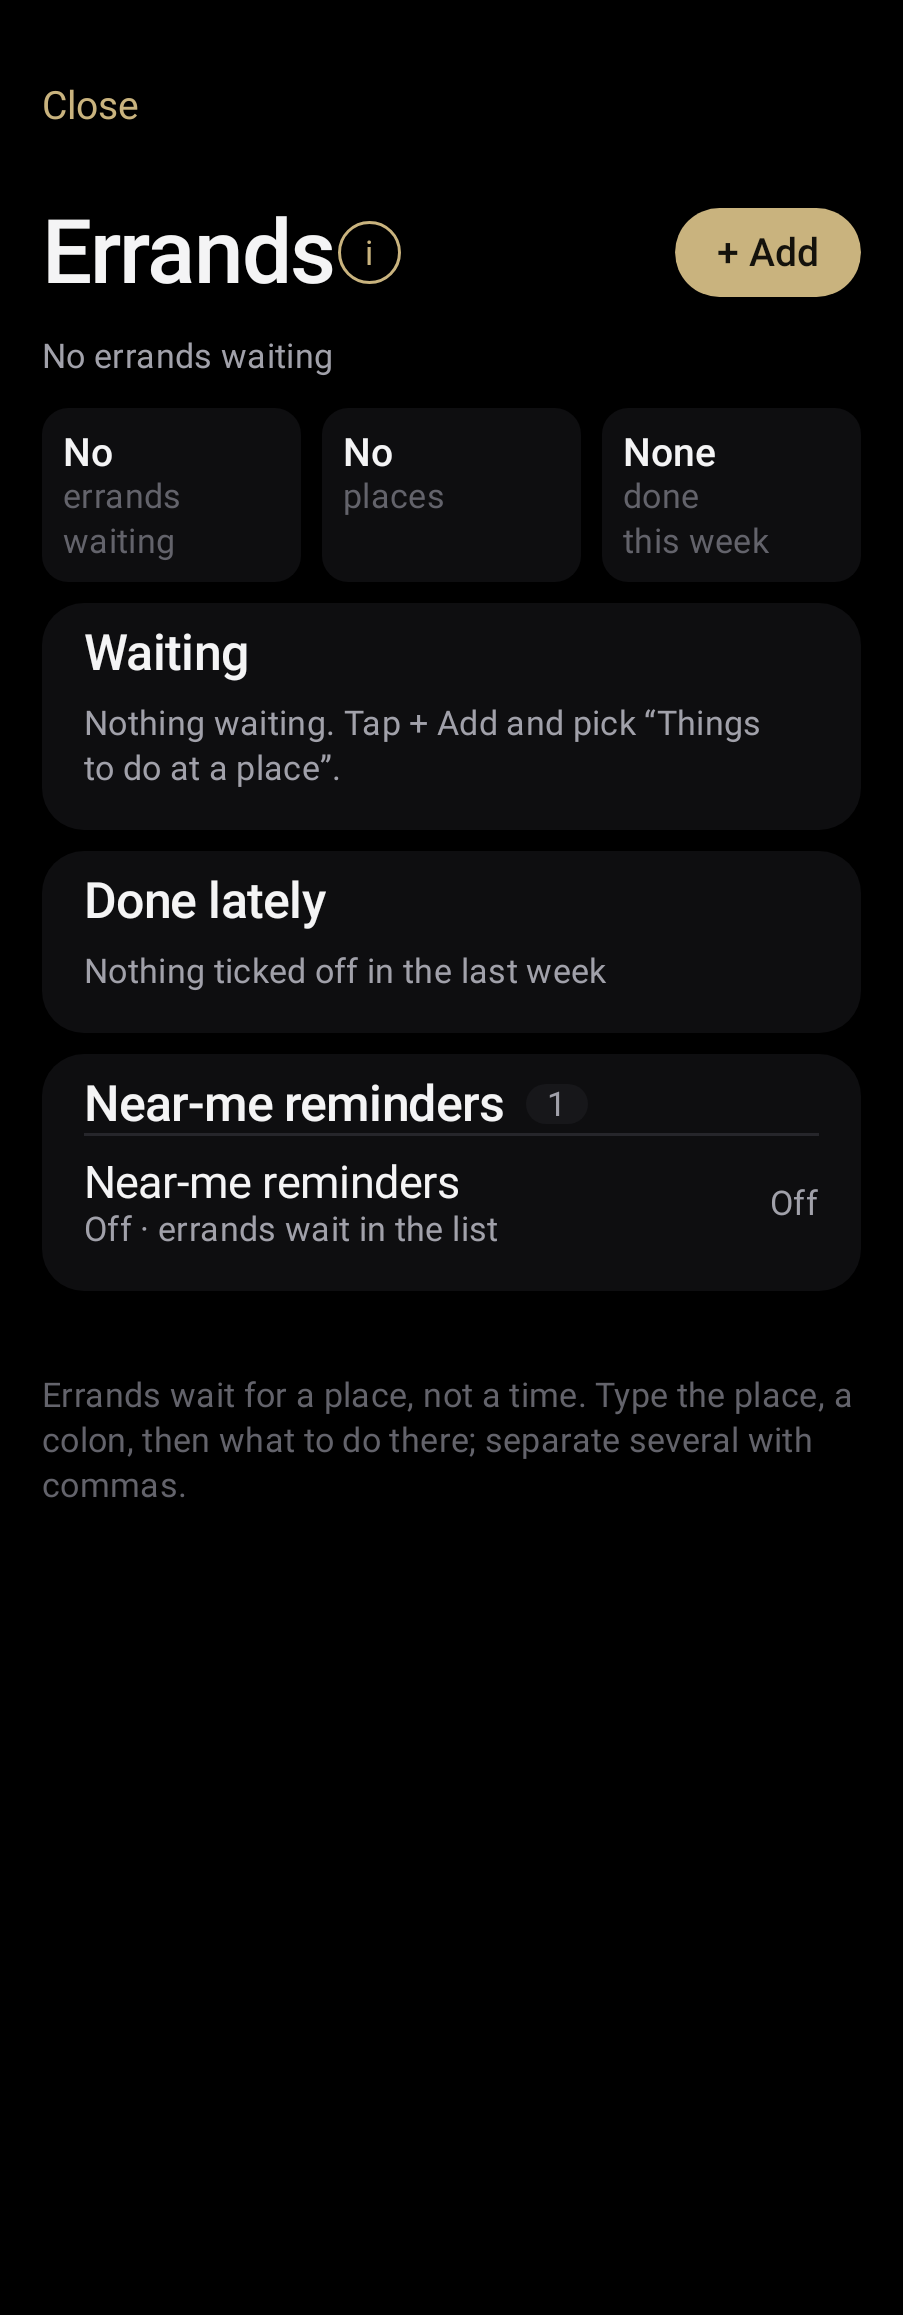 Close
Errands i
+ Add
No errands waiting
No
errands
waiting
No
places
None
done
this week
Waiting
Nothing waiting. Tap + Add and pick “Things
to do at a place”.
Done lately
Nothing ticked off in the last week
Near-me reminders 1
Near-me reminders
Off · errands wait in the list
Off
Errands wait for a place, not a time. Type the place, a
colon, then what to do there; separate several with
commas.